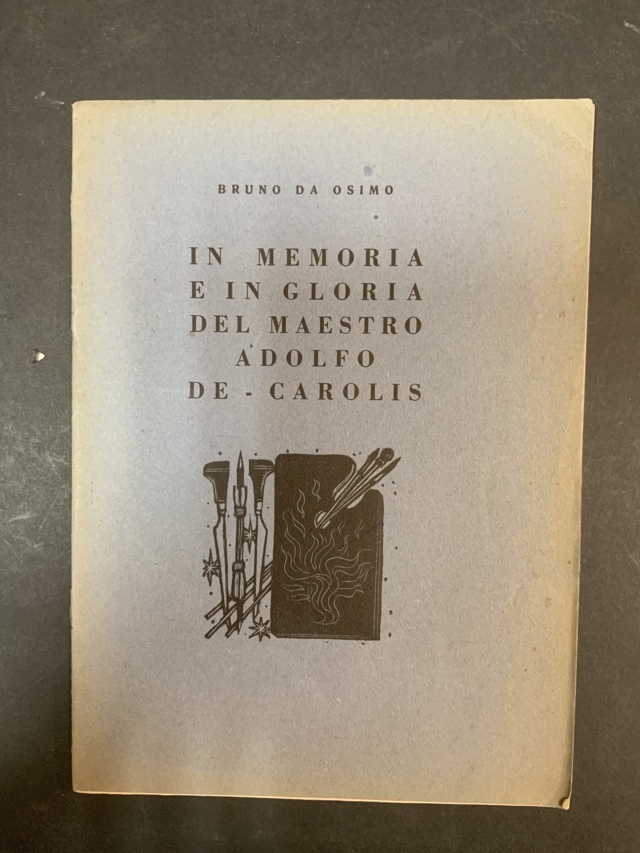 BRUNO DA OSIMO
IN MEMORIA
E IN GLORIA
DEL MAESTRO
ADOLFO
DE - CAROLIS